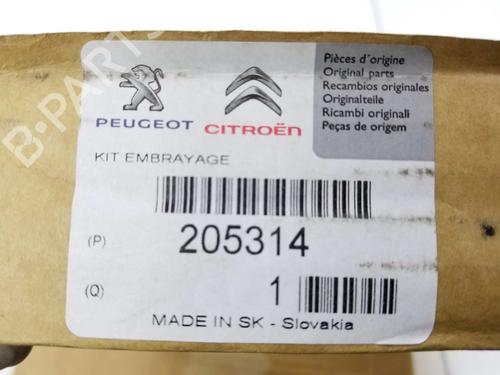 B-PARTS
PEUGEOT
CITROËN
Pièces d'origine
Original parts
Recambios originales
Originalteile
Ricambi originali
Peças de origem
KIT EMBRAYAGE
(P) 205314
(Q) 1
MADE IN SK - Slovakia